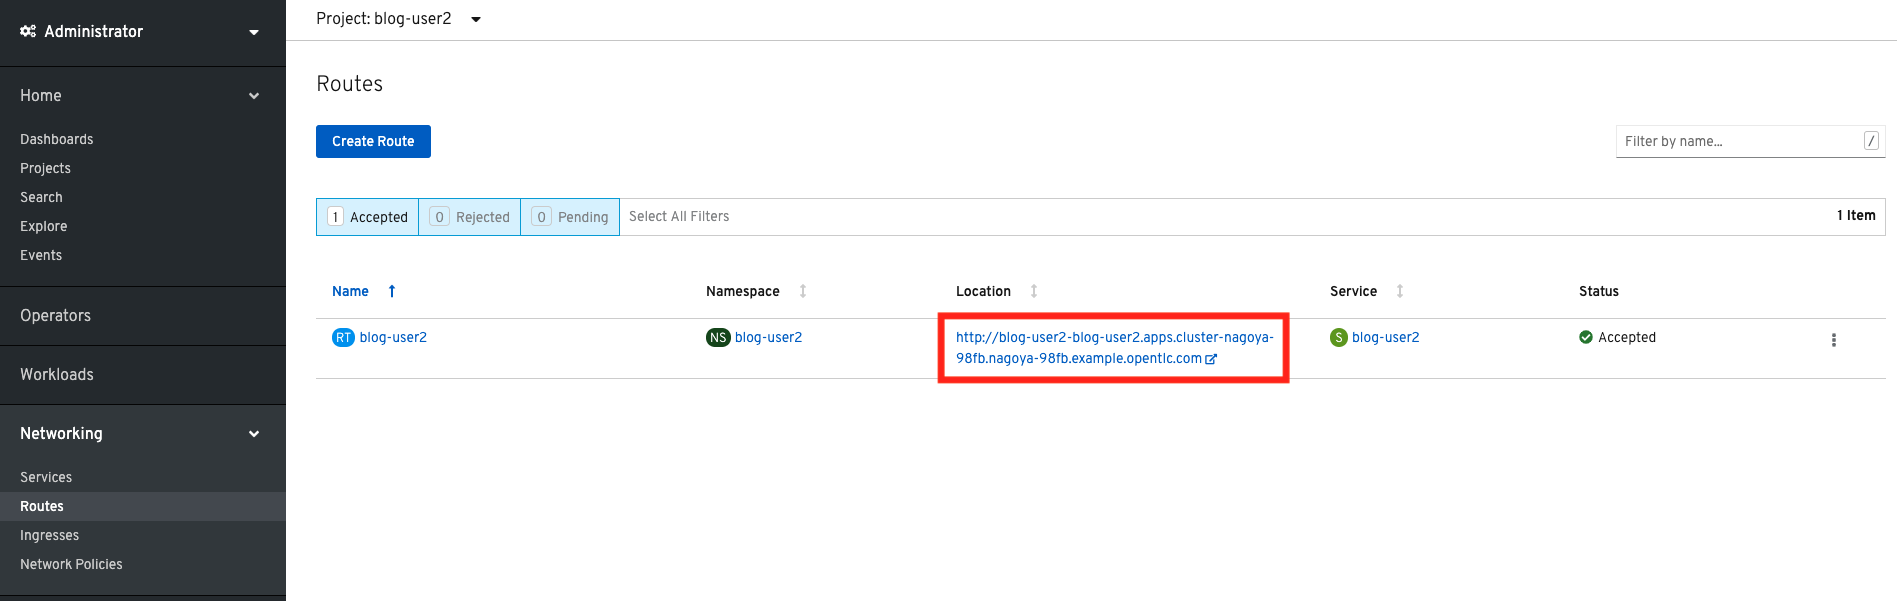 Administrator
Home
Dashboards
Projects
Search
Explore
Events
Operators
Workloads
Networking
Services
Routes
Ingresses
Network Policies
Project: blog-user2
Routes
Create Route
Filter by name...
/
1 Accepted 0 Rejected 0 Pending Select All Filters 1 Item
Name Namespace Location Service Status
RT blog-user2 NS blog-user2 http://blog-user2-blog-user2.apps.cluster-nagoya- S blog-user2 Accepted
98fb.nagoya-98fb.example.opentlc.com